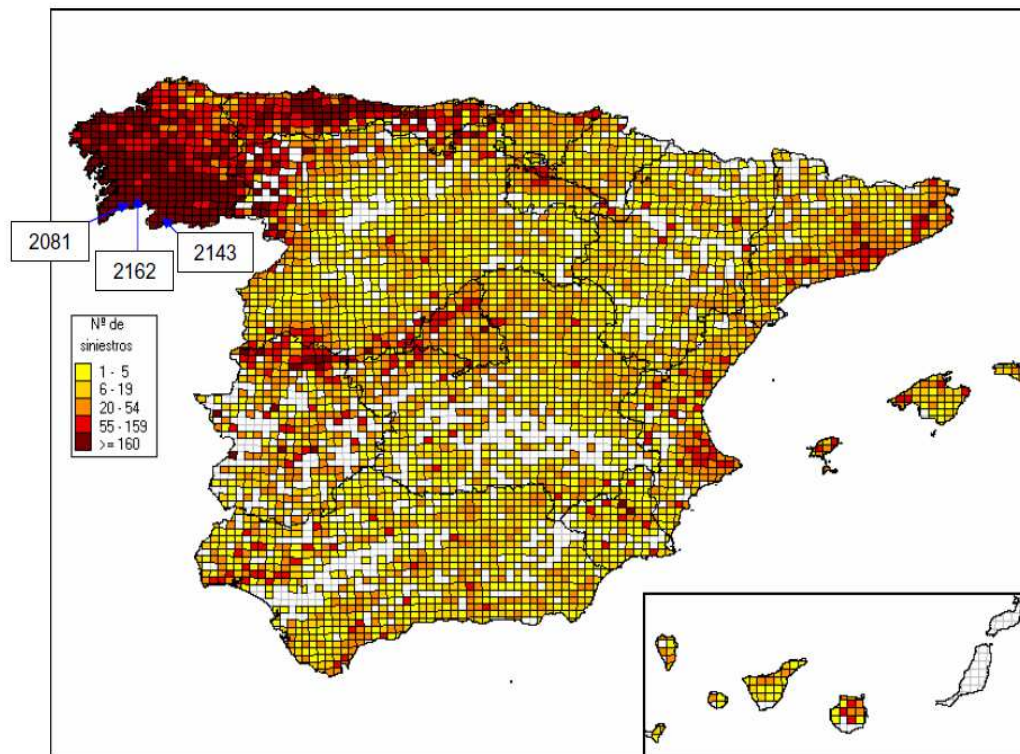 2081
2162
2143
Nº de
siniestros
1 - 5
6 - 19
20 - 54
55 - 159
>= 160